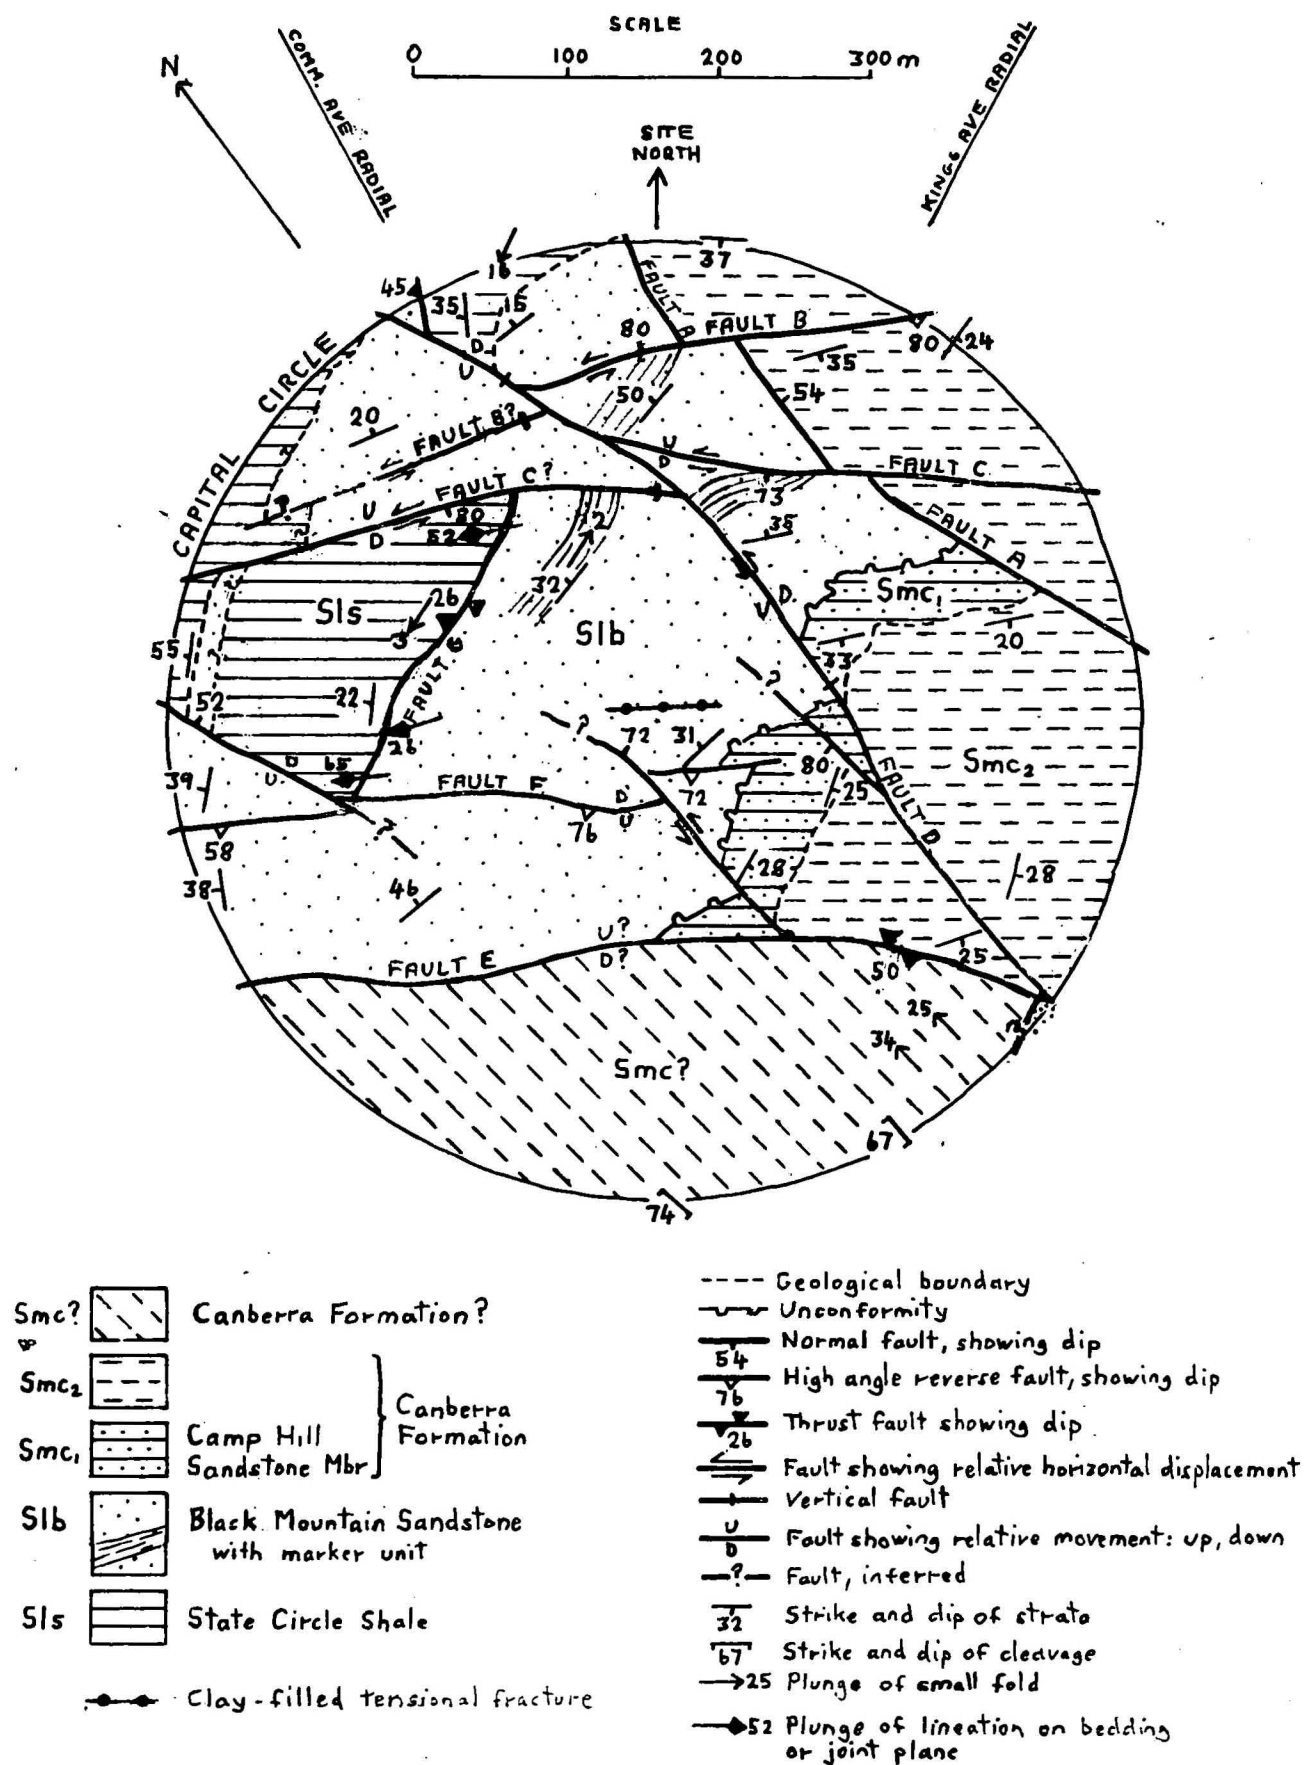 SCALE
0 100 200 300 m
N
COMM. AVE RADIAL
KINGS AVE RADIAL
SITE
NORTH
CAPITAL CIRCLE
45
16
35
15
37
FAULT A
FAULT B
80
80
24
D
U
35
54
50
20
FAULT B?
U
D
FAULT C
?
FAULT C?
U
D
80
52
2
73
35
FAULT A
32
Sls
26
3
Slb
D
U
Smc₁
20
55
52
22
FAULT G
26
?
33
?
72
31
80
25
Smc₂
D
U
65
39
FAULT F
D
U
72
FAULT D
58
?
76
38
46
28
28
U?
D?
FAULT E
50
25
25
34
?
Smc?
67
74
Smc? Canberra Formation?
Smc₂
Smc₁ Camp Hill
Sandstone Mbr
Canberra
Formation
Slb Black Mountain Sandstone
with marker unit
Sls State Circle Shale
Clay-filled tensional fracture
Geological boundary
Unconformity
54 Normal fault, showing dip
76 High angle reverse fault, showing dip
26 Thrust fault showing dip
Fault showing relative horizontal displacement
Vertical fault
U
D Fault showing relative movement: up, down
? Fault, inferred
32 Strike and dip of strata
67 Strike and dip of cleavage
25 Plunge of small fold
52 Plunge of lineation on bedding
or joint plane